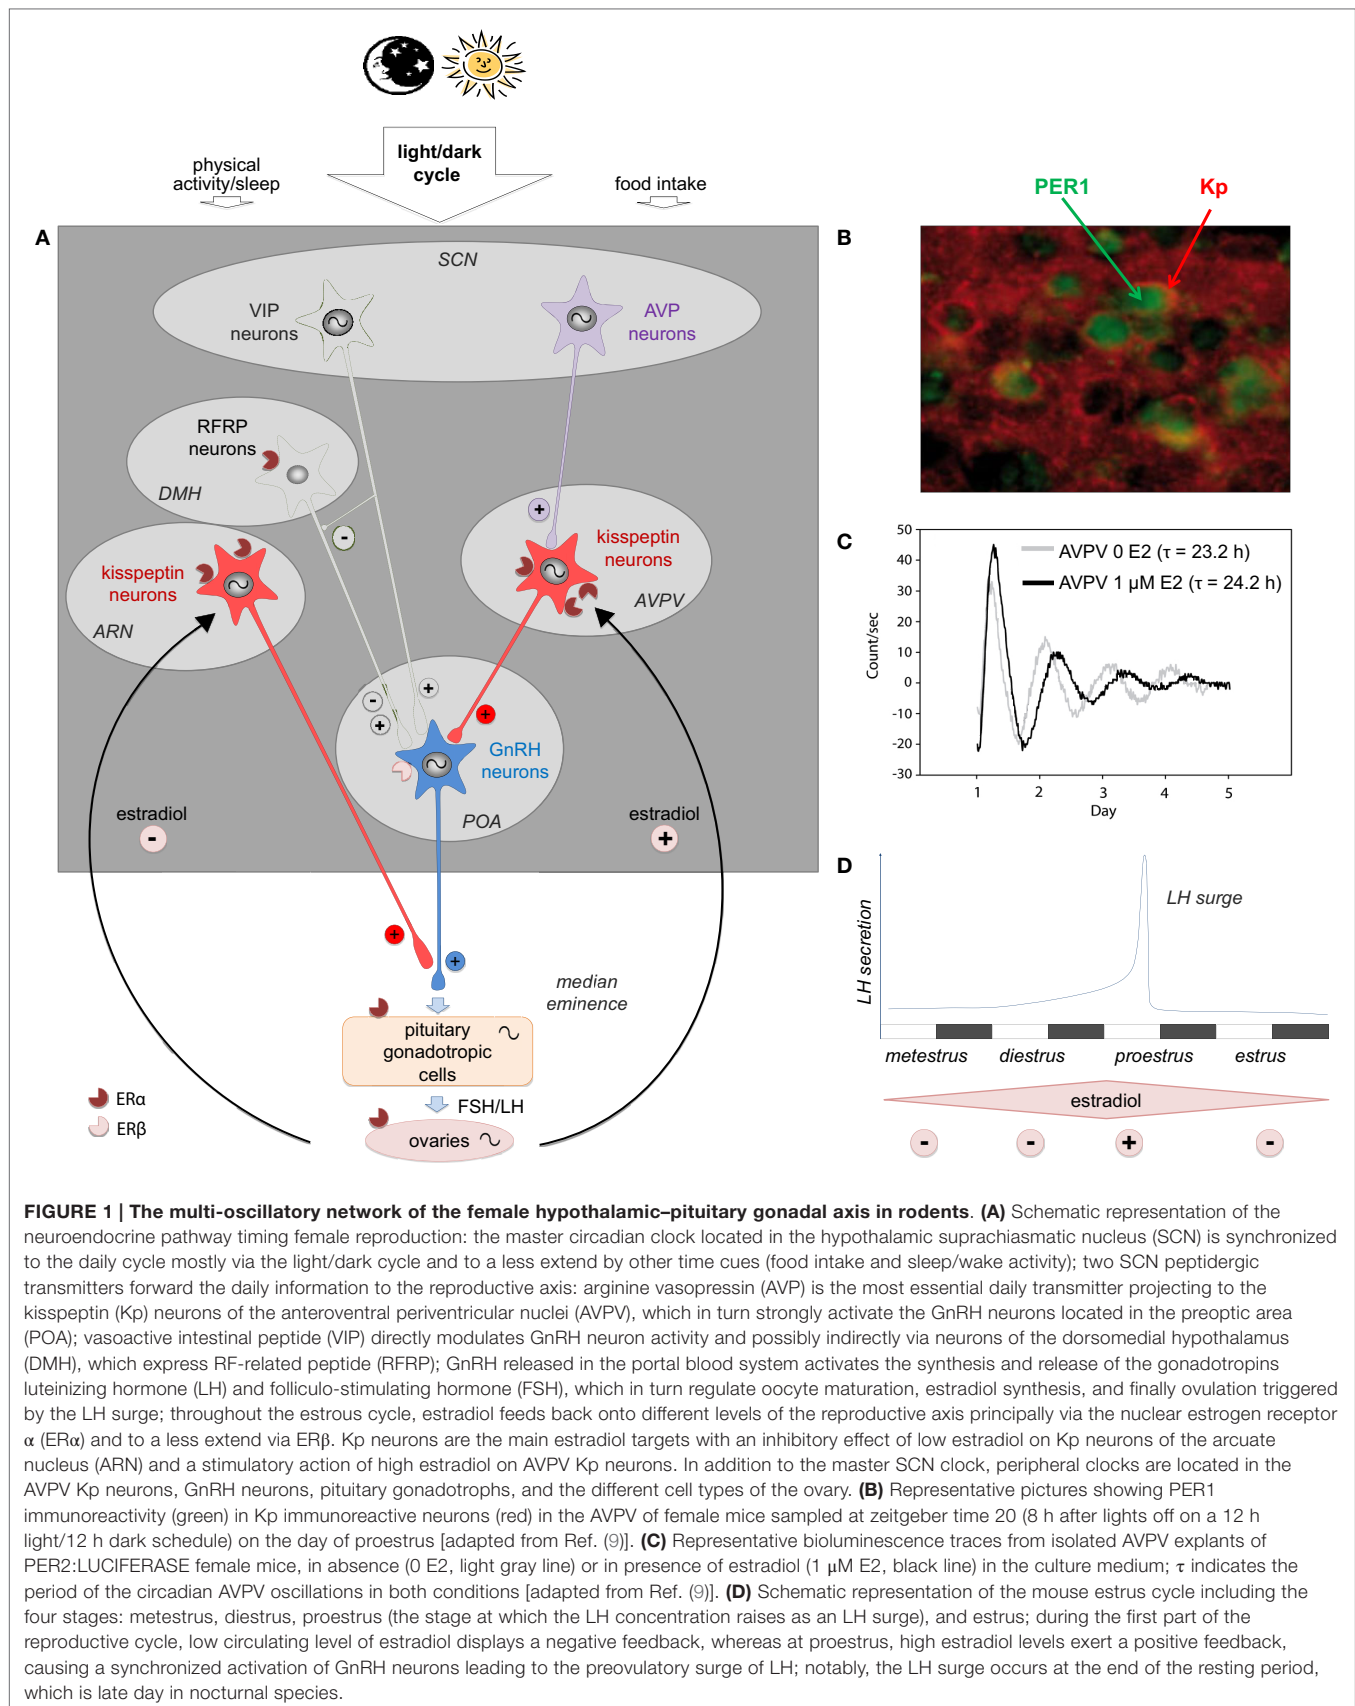 light/dark
cycle
physical
activity/sleep
food intake
A
SCN
VIP
neurons
AVP
neurons
RFRP
neurons
DMH
-
+
kisspeptin
neurons
ARN
kisspeptin
neurons
AVPV
-
+
+
+
GnRH
neurons
POA
estradiol
-
estradiol
+
+
+
median
eminence
pituitary
gonadotropic
cells
FSH/LH
ovaries
ERα
ERβ
B
PER1
Kp
C
AVPV 0 E2 (τ = 23.2 h)
AVPV 1 μM E2 (τ = 24.2 h)
Count/sec
50
40
30
20
10
0
-10
-20
-30
1 2 3 4 5
Day
D
LH secretion
LH surge
metestrus diestrus proestrus estrus
estradiol
- - + -
FIGURE 1 | The multi-oscillatory network of the female hypothalamic–pituitary gonadal axis in rodents. (A) Schematic representation of the
neuroendocrine pathway timing female reproduction: the master circadian clock located in the hypothalamic suprachiasmatic nucleus (SCN) is synchronized
to the daily cycle mostly via the light/dark cycle and to a less extend by other time cues (food intake and sleep/wake activity); two SCN peptidergic
transmitters forward the daily information to the reproductive axis: arginine vasopressin (AVP) is the most essential daily transmitter projecting to the
kisspeptin (Kp) neurons of the anteroventral periventricular nuclei (AVPV), which in turn strongly activate the GnRH neurons located in the preoptic area
(POA); vasoactive intestinal peptide (VIP) directly modulates GnRH neuron activity and possibly indirectly via neurons of the dorsomedial hypothalamus
(DMH), which express RF-related peptide (RFRP); GnRH released in the portal blood system activates the synthesis and release of the gonadotropins
luteinizing hormone (LH) and folliculo-stimulating hormone (FSH), which in turn regulate oocyte maturation, estradiol synthesis, and finally ovulation triggered
by the LH surge; throughout the estrous cycle, estradiol feeds back onto different levels of the reproductive axis principally via the nuclear estrogen receptor
α (ERα) and to a less extend via ERβ. Kp neurons are the main estradiol targets with an inhibitory effect of low estradiol on Kp neurons of the arcuate
nucleus (ARN) and a stimulatory action of high estradiol on AVPV Kp neurons. In addition to the master SCN clock, peripheral clocks are located in the
AVPV Kp neurons, GnRH neurons, pituitary gonadotrophs, and the different cell types of the ovary. (B) Representative pictures showing PER1
immunoreactivity (green) in Kp immunoreactive neurons (red) in the AVPV of female mice sampled at zeitgeber time 20 (8 h after lights off on a 12 h
light/12 h dark schedule) on the day of proestrus [adapted from Ref. (9)]. (C) Representative bioluminescence traces from isolated AVPV explants of
PER2:LUCIFERASE female mice, in absence (0 E2, light gray line) or in presence of estradiol (1 μM E2, black line) in the culture medium; τ indicates the
period of the circadian AVPV oscillations in both conditions [adapted from Ref. (9)]. (D) Schematic representation of the mouse estrus cycle including the
four stages: metestrus, diestrus, proestrus (the stage at which the LH concentration raises as an LH surge), and estrus; during the first part of the
reproductive cycle, low circulating level of estradiol displays a negative feedback, whereas at proestrus, high estradiol levels exert a positive feedback,
causing a synchronized activation of GnRH neurons leading to the preovulatory surge of LH; notably, the LH surge occurs at the end of the resting period,
which is late day in nocturnal species.